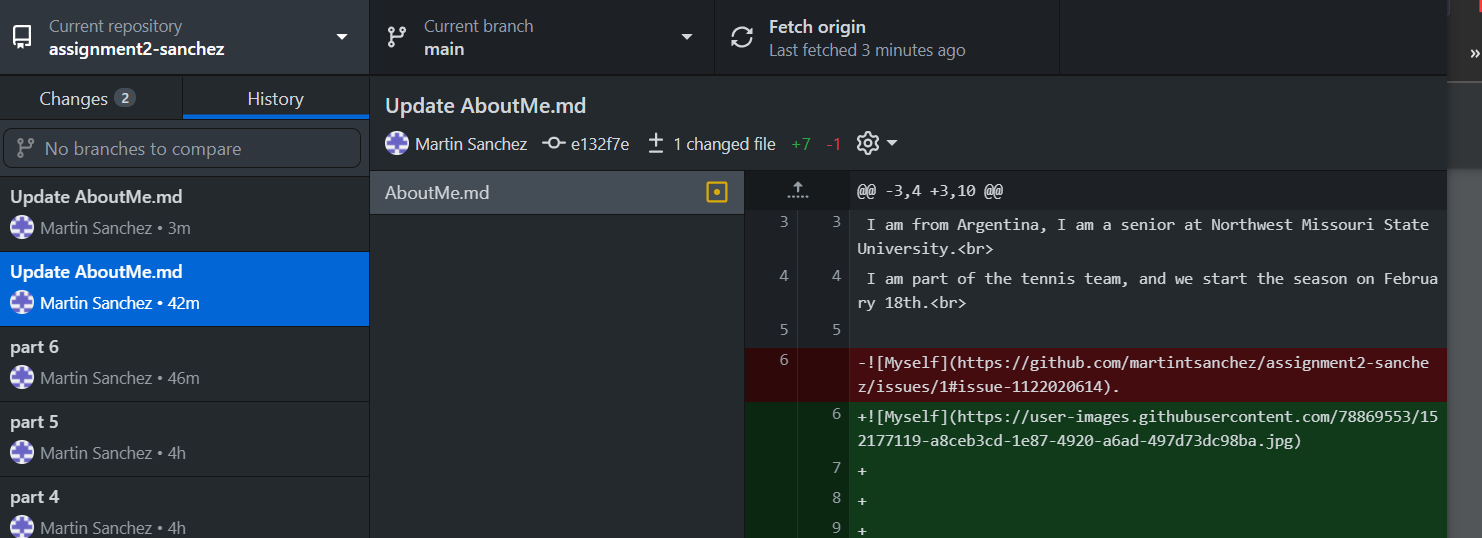 Current repository
assignment2-sanchez
Current branch
main
Fetch origin
Last fetched 3 minutes ago
»
Changes 2
History
No branches to compare
Update AboutMe.md
Martin Sanchez • 3m
Update AboutMe.md
Martin Sanchez • 42m
part 6
Martin Sanchez • 46m
part 5
Martin Sanchez • 4h
part 4
Martin Sanchez • 4h
Update AboutMe.md
Martin Sanchez e132f7e 1 changed file +7 -1
AboutMe.md
@@ -3,4 +3,10 @@
3 3 I am from Argentina, I am a senior at Northwest Missouri State
University.<br>
4 4 I am part of the tennis team, and we start the season on Februa
ry 18th.<br>
5 5
6 -![Myself](https://github.com/martintsanchez/assignment2-sanche
z/issues/1#issue-1122020614).
6 +![Myself](https://user-images.githubusercontent.com/78869553/15
2177119-a8ceb3cd-1e87-4920-a6ad-497d73dc98ba.jpg)
7 +
8 +
9 +